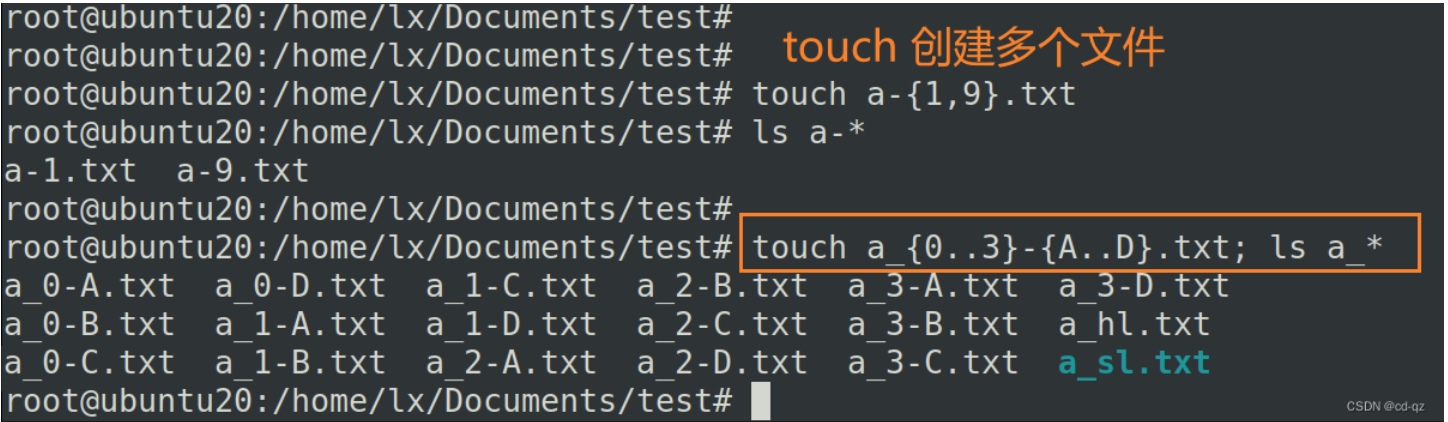 root@ubuntu20:/home/lx/Documents/test#
root@ubuntu20:/home/lx/Documents/test# touch 创建多个文件
root@ubuntu20:/home/lx/Documents/test# touch a-{1,9}.txt
root@ubuntu20:/home/lx/Documents/test# ls a-*
a-1.txt  a-9.txt
root@ubuntu20:/home/lx/Documents/test#
root@ubuntu20:/home/lx/Documents/test# touch a_{0..3}-{A..D}.txt; ls a_*
a_0-A.txt  a_0-D.txt  a_1-C.txt  a_2-B.txt  a_3-A.txt  a_3-D.txt
a_0-B.txt  a_1-A.txt  a_1-D.txt  a_2-C.txt  a_3-B.txt  a_hl.txt
a_0-C.txt  a_1-B.txt  a_2-A.txt  a_2-D.txt  a_3-C.txt  a_sl.txt
root@ubuntu20:/home/lx/Documents/test#
CSDN @cd-qz